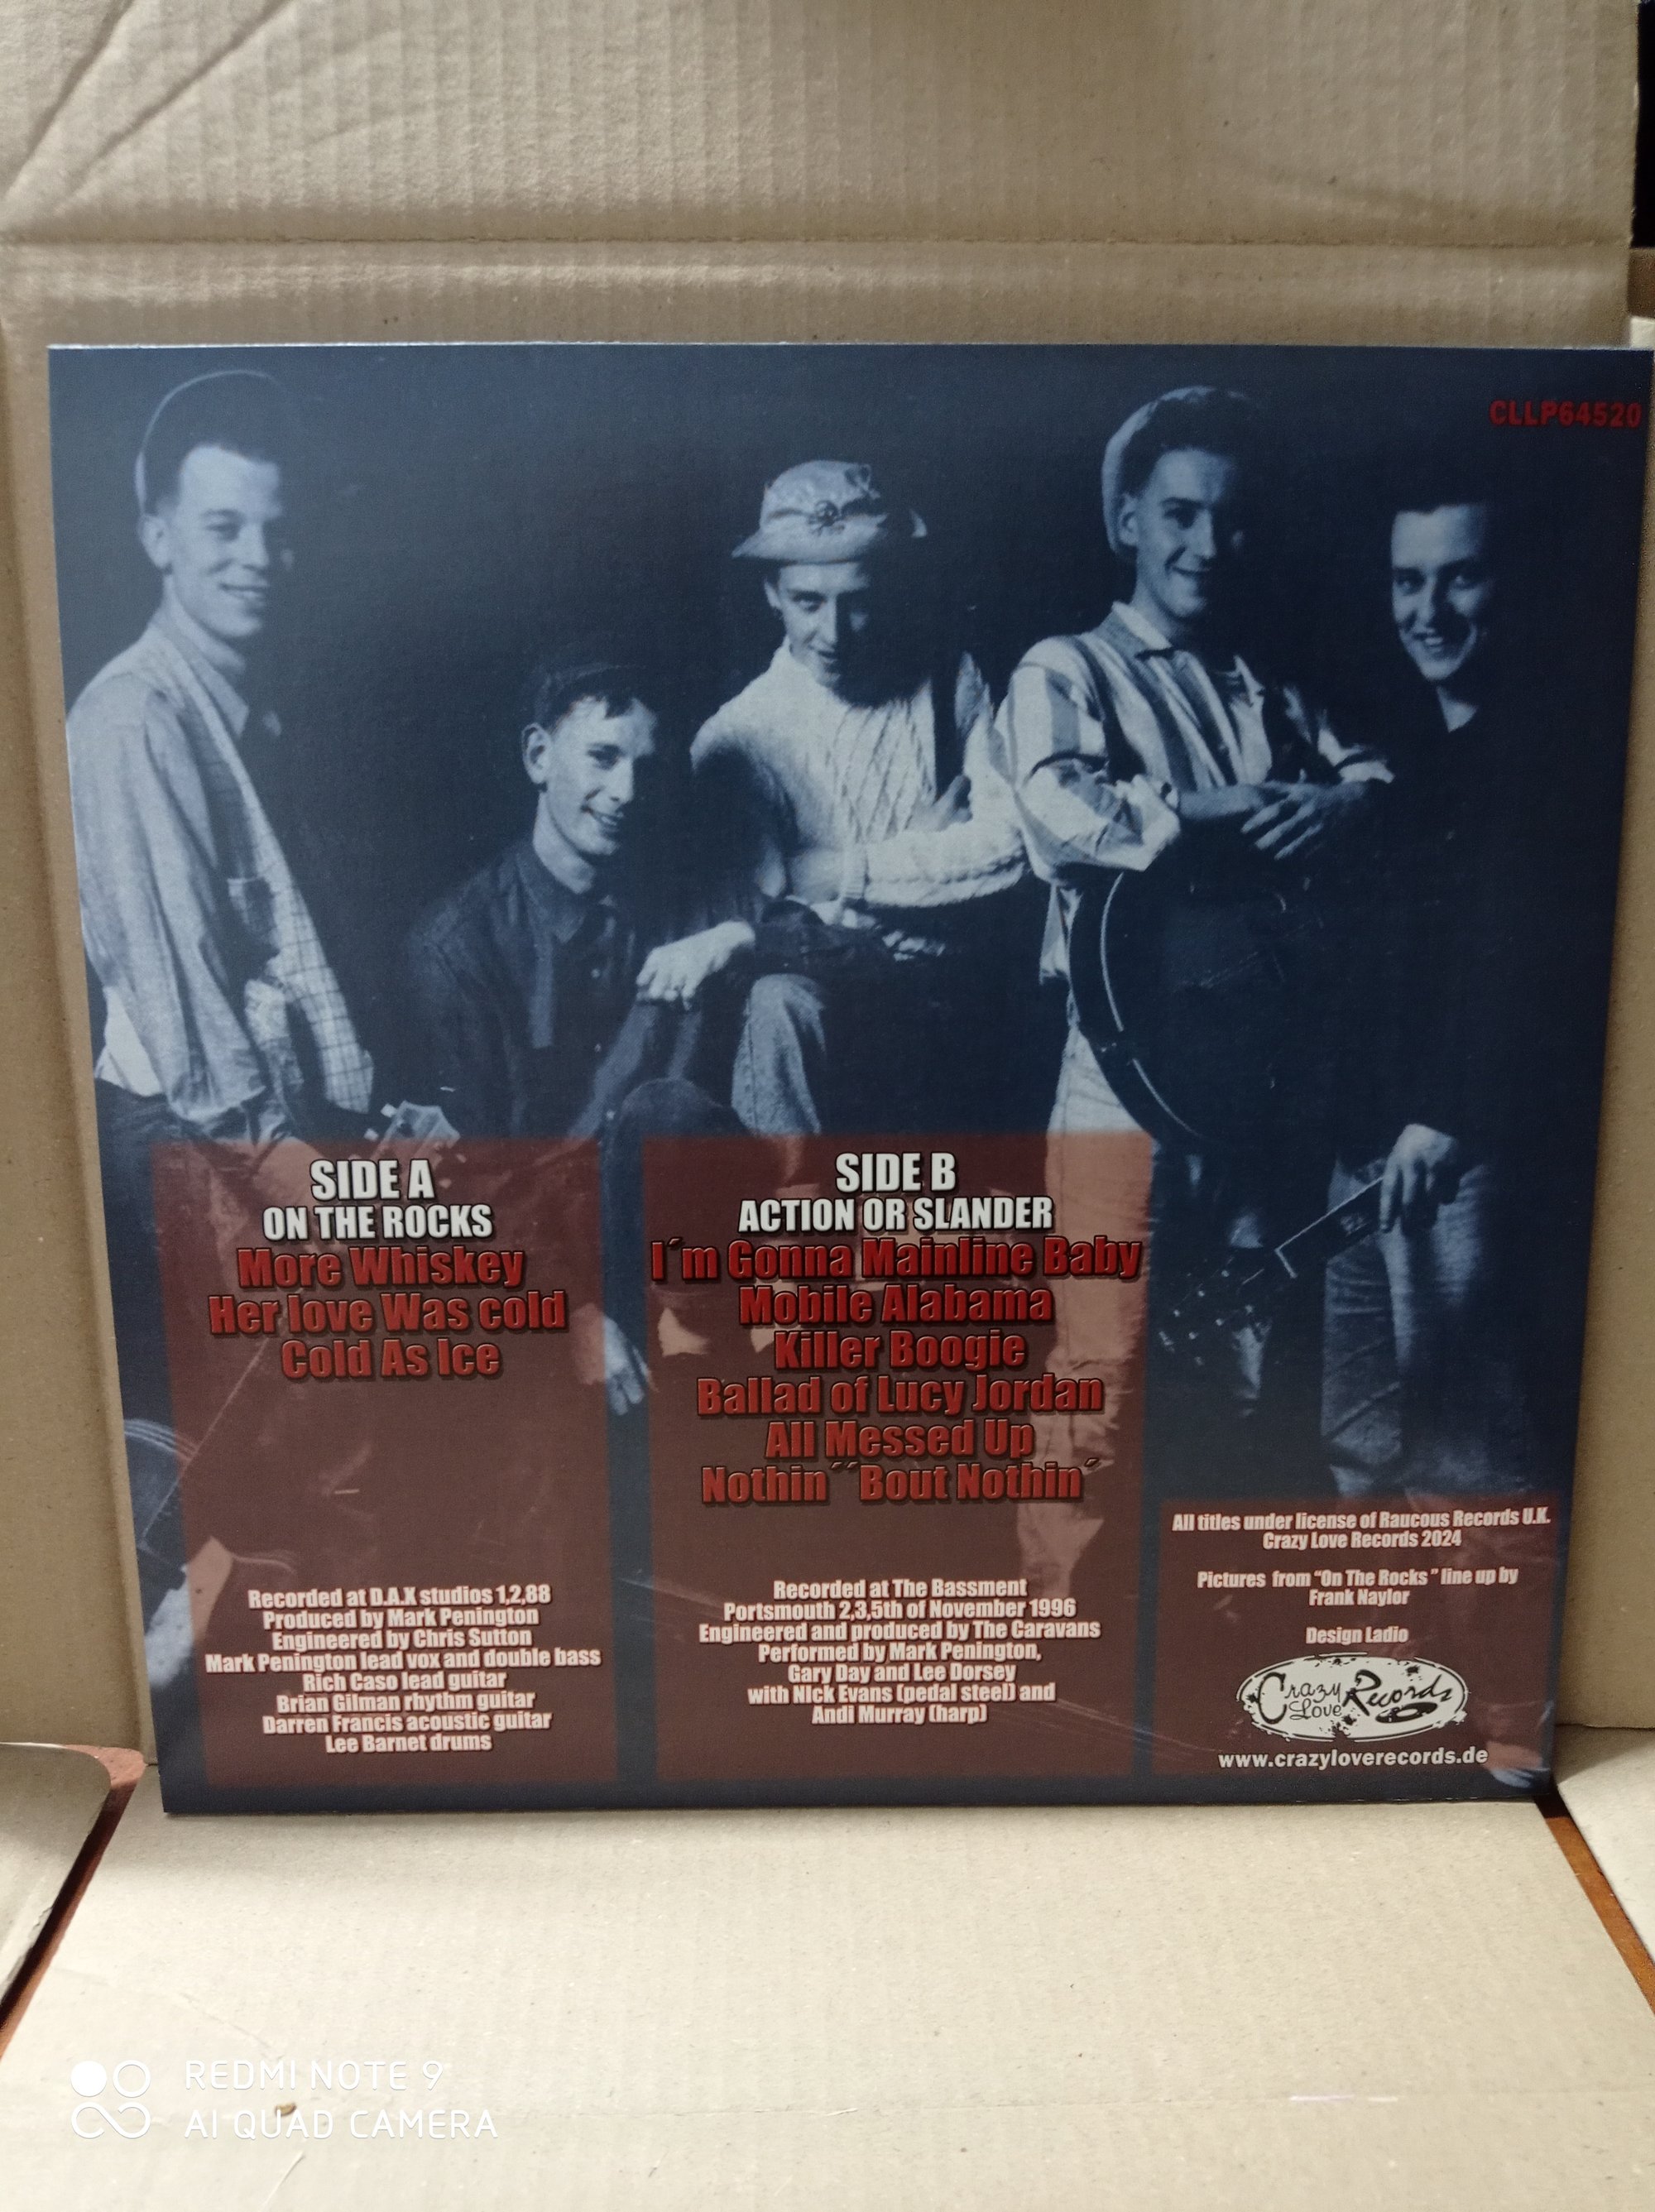 CLLP64520
SIDE A
ON THE ROCKS
More Whiskey
Her love Was cold
Cold As Ice
Recorded at D.A.X studios 1,2,88
Produced by Mark Penington
Engineered by Chris Sutton
Mark Penington lead vox and double bass
Rich Caso lead guitar
Brian Gilman rhythm guitar
Darren Francis acoustic guitar
Lee Barnet drums
SIDE B
ACTION OR SLANDER
I´m Gonna Mainline Baby
Mobile Alabama
Killer Boogie
Ballad of Lucy Jordan
All Messed Up
Nothin´´Bout Nothin´
Recorded at The Bassment
Portsmouth 2,3,5th of November 1996
Engineered and produced by The Caravans
Performed by Mark Penington,
Gary Day and Lee Dorsey
with Nick Evans (pedal steel) and
Andi Murray (harp)
All titles under license of Raucous Records U.K.
Crazy Love Records 2024
Pictures from "On The Rocks" line up by
Frank Naylor
Design Ladio
Crazy Love Records
www.crazyloverecords.de
REDMI NOTE 9
AI QUAD CAMERA